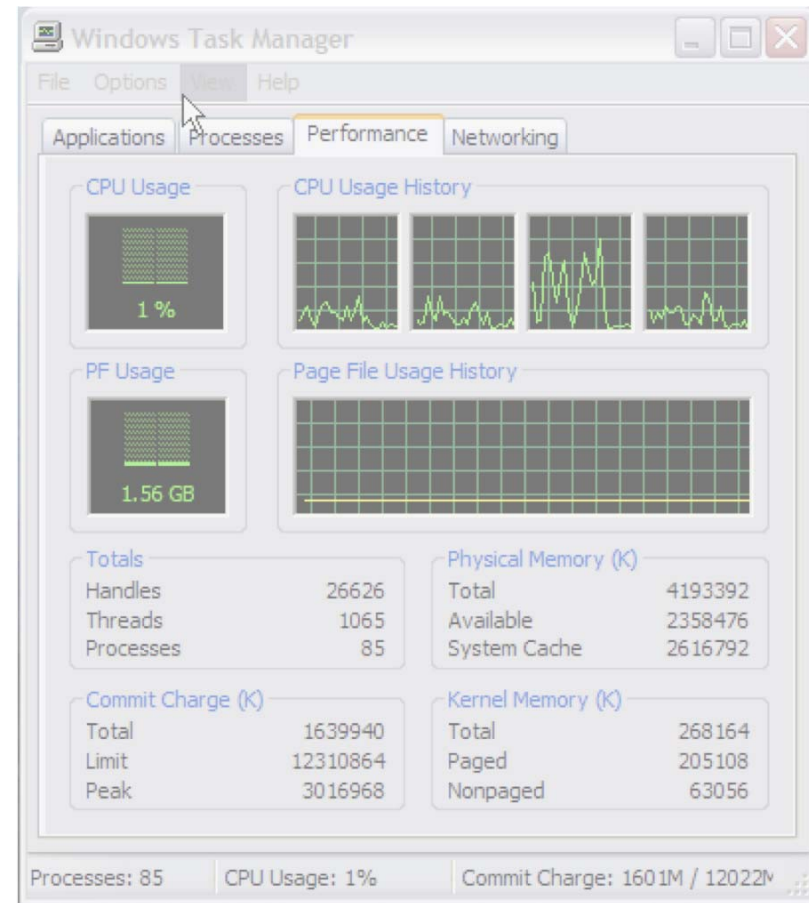 Windows Task Manager
File Options View Help
Applications Processes Performance Networking
CPU Usage CPU Usage History
1 %
PF Usage Page File Usage History
1.56 GB
Totals
Handles 26626
Threads 1065
Processes 85
Physical Memory (K)
Total 4193392
Available 2358476
System Cache 2616792
Commit Charge (K)
Total 1639940
Limit 12310864
Peak 3016968
Kernel Memory (K)
Total 268164
Paged 205108
Nonpaged 63056
Processes: 85 CPU Usage: 1% Commit Charge: 1601M / 12022M